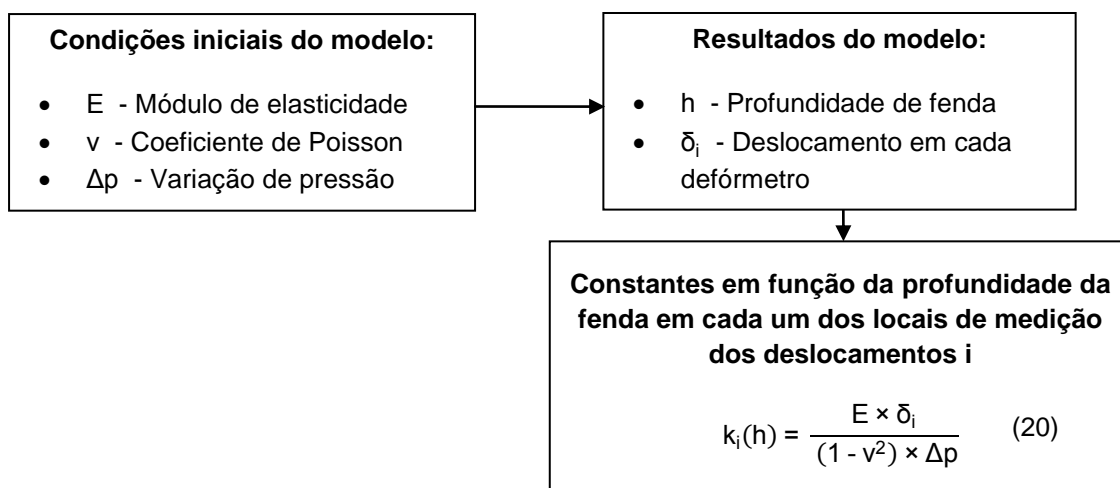 Condições iniciais do modelo:
• E - Módulo de elasticidade
• ν - Coeficiente de Poisson
• Δp - Variação de pressão
Resultados do modelo:
• h - Profundidade de fenda
• δᵢ - Deslocamento em cada
defórmetro
Constantes em função da profundidade da
fenda em cada um dos locais de medição
dos deslocamentos i
kᵢ(h) = E × δᵢ / (1 - ν²) × Δp (20)